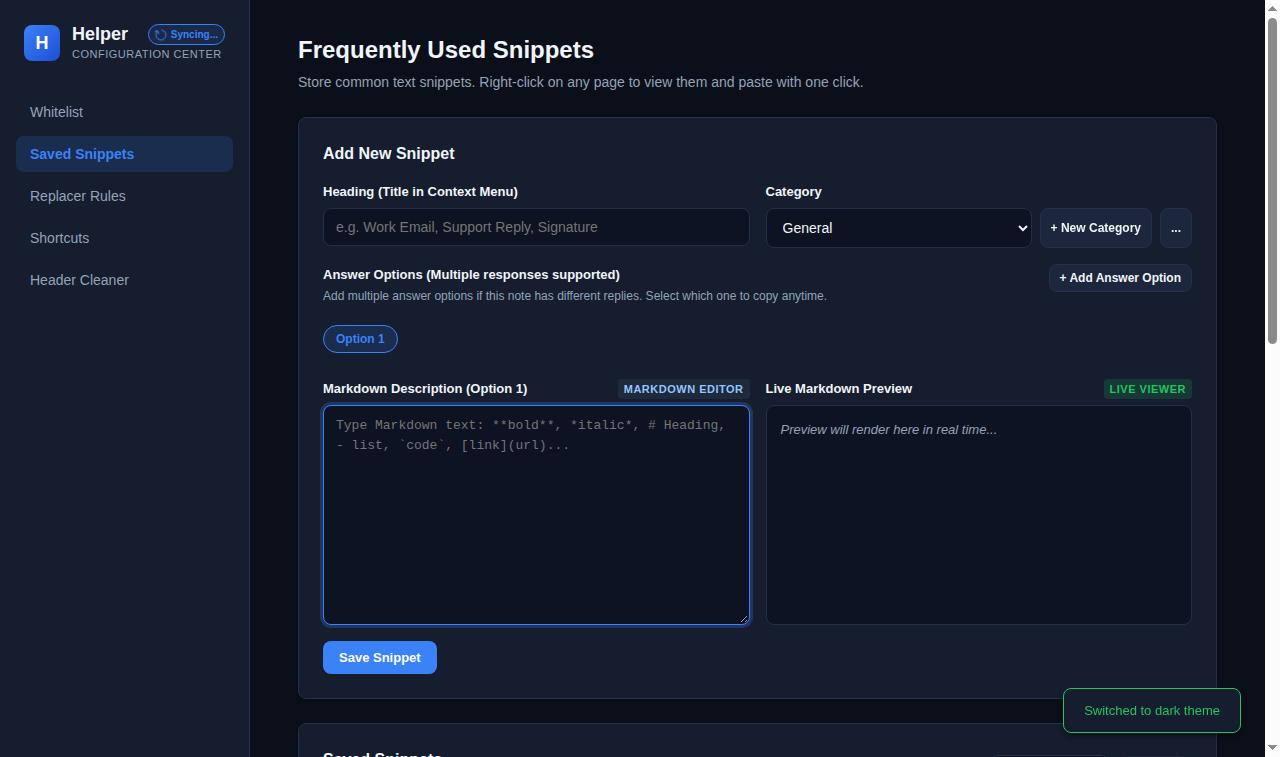 H
Helper
Syncing...
CONFIGURATION CENTER
Whitelist
Saved Snippets
Replacer Rules
Shortcuts
Header Cleaner
Frequently Used Snippets
Store common text snippets. Right-click on any page to view them and paste with one click.
Add New Snippet
Heading (Title in Context Menu)
e.g. Work Email, Support Reply, Signature
Category
General
+ New Category
...
Answer Options (Multiple responses supported)
Add multiple answer options if this note has different replies. Select which one to copy anytime.
+ Add Answer Option
Option 1
Markdown Description (Option 1)
MARKDOWN EDITOR
Type Markdown text: **bold**, *italic*, # Heading,
- list, `code`, [link](url)...
Live Markdown Preview
LIVE VIEWER
Preview will render here in real time...
Save Snippet
Switched to dark theme
Saved Snippets